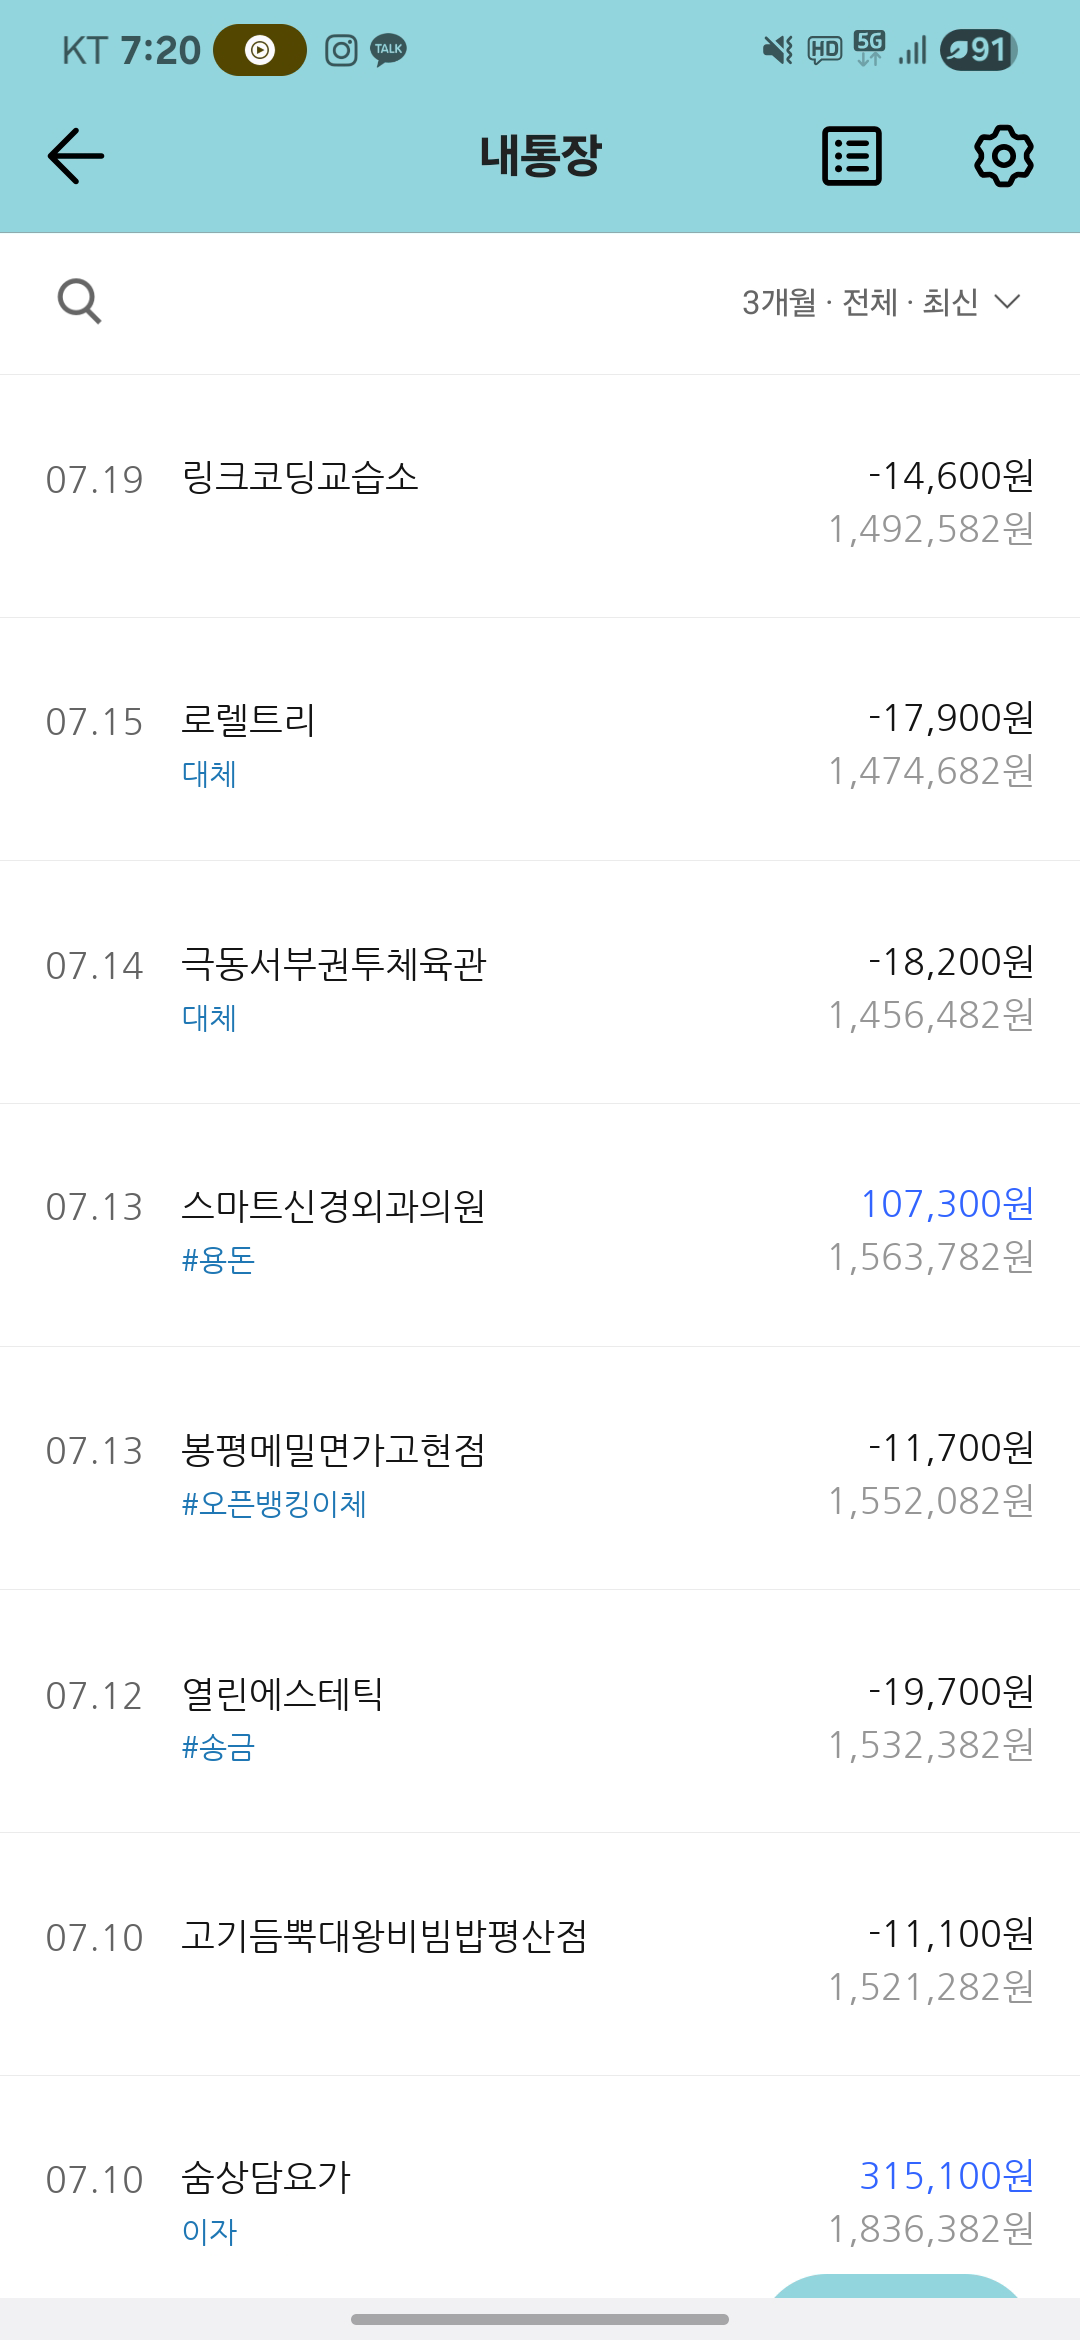 KT 7:20 TALK HD 5G 91
내통장
3개월 · 전체 · 최신
07.19 링크코딩교습소 -14,600원
1,492,582원
07.15 로렐트리 -17,900원
대체 1,474,682원
07.14 극동서부권투체육관 -18,200원
대체 1,456,482원
07.13 스마트신경외과의원 107,300원
#용돈 1,563,782원
07.13 봉평메밀면가고현점 -11,700원
#오픈뱅킹이체 1,552,082원
07.12 열린에스테틱 -19,700원
#송금 1,532,382원
07.10 고기듬뿍대왕비빔밥평산점 -11,100원
1,521,282원
07.10 숨상담요가 315,100원
이자 1,836,382원